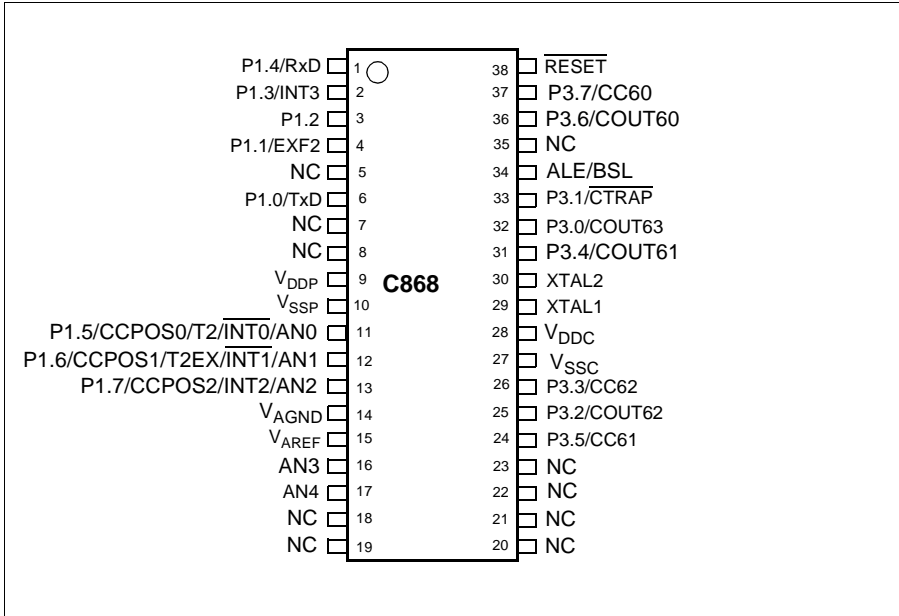 P1.4/RxD 1 38 RESET
P1.3/INT3 2 37 P3.7/CC60
P1.2 3 36 P3.6/COUT60
P1.1/EXF2 4 35 NC
NC 5 34 ALE/BSL
P1.0/TxD 6 33 P3.1/CTRAP
NC 7 32 P3.0/COUT63
NC 8 31 P3.4/COUT61
VDDP 9 C868 30 XTAL2
VSSP 10 29 XTAL1
P1.5/CCPOS0/T2/INT0/AN0 11 28 VDDC
P1.6/CCPOS1/T2EX/INT1/AN1 12 27 VSSC
P1.7/CCPOS2/INT2/AN2 13 26 P3.3/CC62
VAGND 14 25 P3.2/COUT62
VAREF 15 24 P3.5/CC61
AN3 16 23 NC
AN4 17 22 NC
NC 18 21 NC
NC 19 20 NC